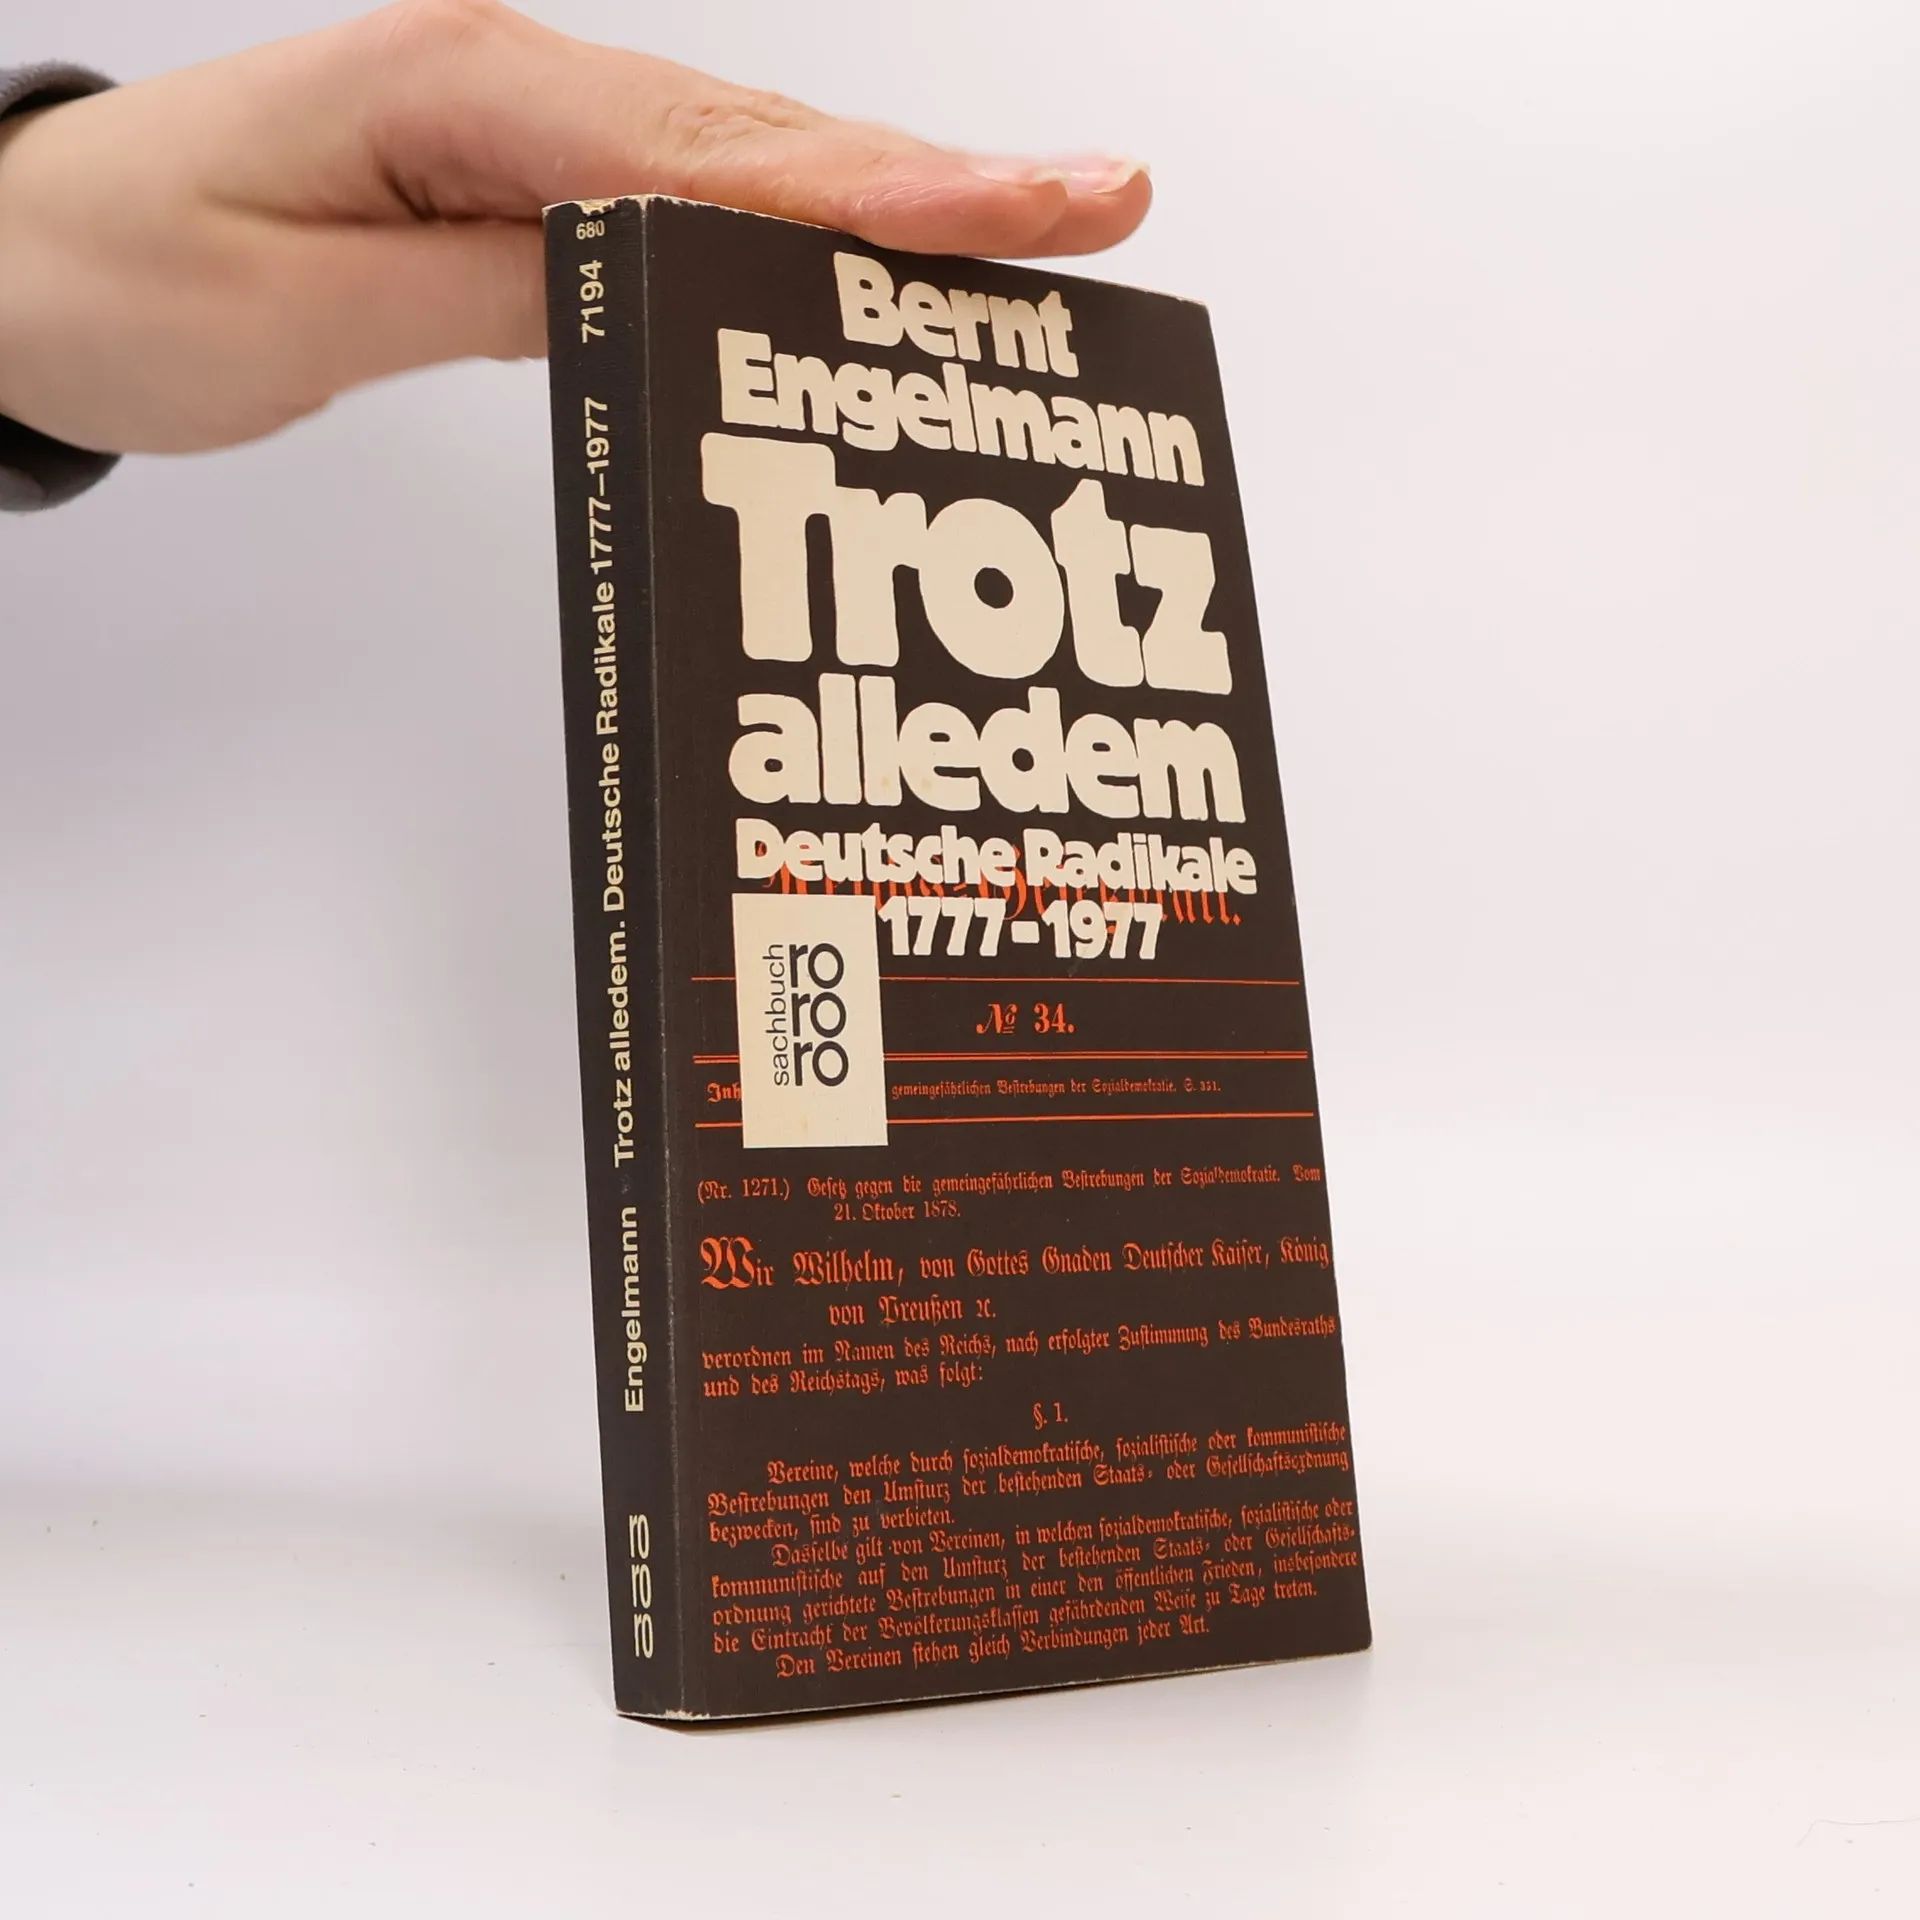 680
7194
Engelmann Trotz alledem. Deutsche Radikale 1777–1977
ro
ro
ro
Bernt
Engelmann
Trotz
alledem
Deutsche Radikale
1777-1977
sachbuch
ro
ro
ro
№ 34.
Inh gemeingefährlichen Bestrebungen der Sozialdemokratie. S. 351.
(Nr. 1271.) Gesetz gegen die gemeingefährlichen Bestrebungen der Sozialdemokratie. Vom
21. Oktober 1878.
Wir Wilhelm, von Gottes Gnaden Deutscher Kaiser, König
von Preußen ꝛc.
verordnen im Namen des Reichs, nach erfolgter Zustimmung des Bundesraths
und des Reichstags, was folgt:
§. 1.
Vereine, welche durch sozialdemokratische, sozialistische oder kommunistische
Bestrebungen den Umsturz der bestehenden Staats- oder Gesellschaftsordnung
bezwecken, sind zu verbieten.
Dasselbe gilt von Vereinen, in welchen sozialdemokratische, sozialistische oder
kommunistische auf den Umsturz der bestehenden Staats- oder Gesellschafts-
ordnung gerichtete Bestrebungen in einer den öffentlichen Frieden, insbesondere
die Eintracht der Bevölkerungsklassen gefährdenden Weise zu Tage treten.
Den Vereinen stehen gleich Verbindungen jeder Art.